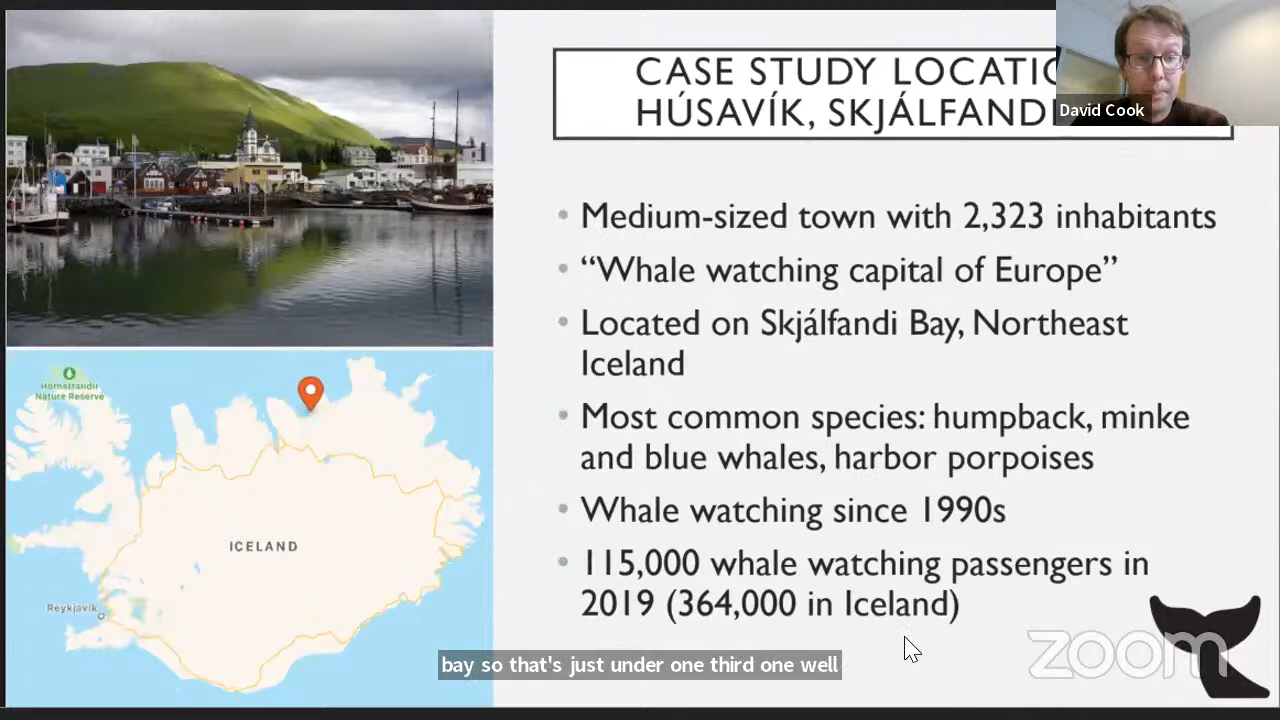 CASE STUDY LOCATIO
HÚSAVÍK, SKJÁLFAND
David Cook
• Medium-sized town with 2,323 inhabitants
• “Whale watching capital of Europe”
• Located on Skjálfandi Bay, Northeast
Iceland
• Most common species: humpback, minke
and blue whales, harbor porpoises
• Whale watching since 1990s
• 115,000 whale watching passengers in
2019 (364,000 in Iceland)
Hornstrandir
Nature Reserve
ICELAND
Reykjavík
bay so that's just under one third one well
zoom